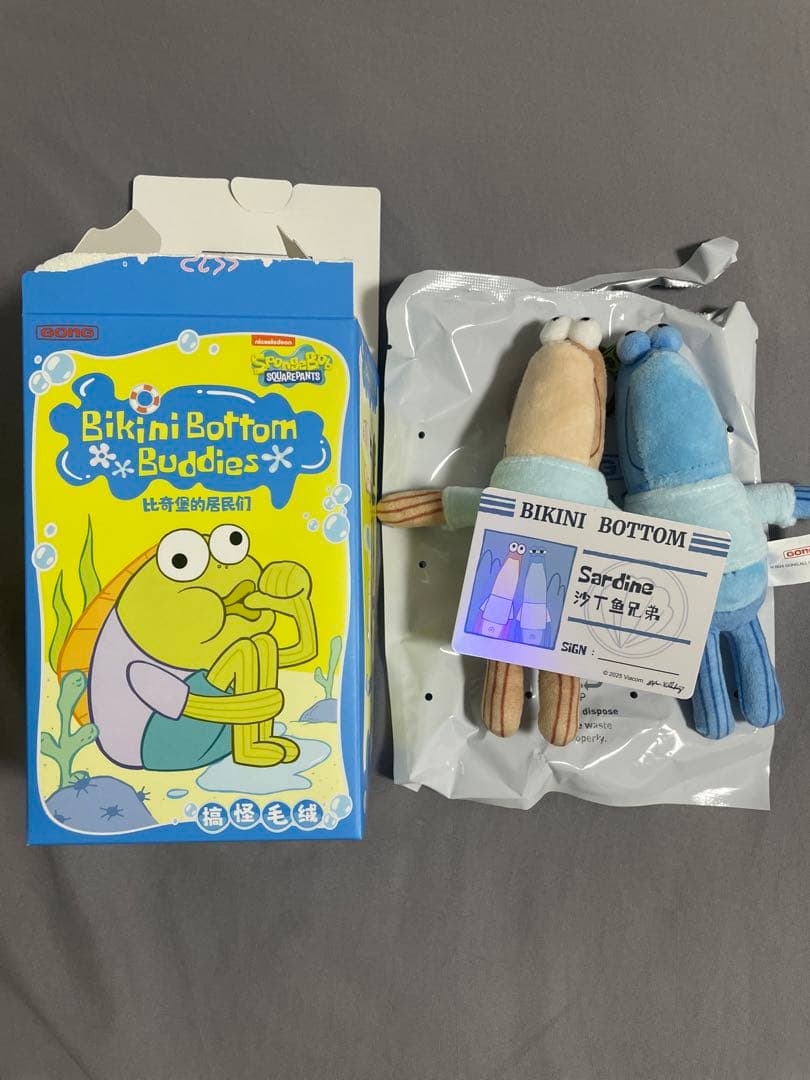 GONG
nickelodeon
SpongeBob
SQUAREPANTS
Bikini Bottom
Buddies
比奇堡的居民们
搞怪毛绒
BIKINI BOTTOM
Sardine
沙丁鱼兄弟
SiGN :
© 2025 Viacom
dispose
waste
operly.
GONG